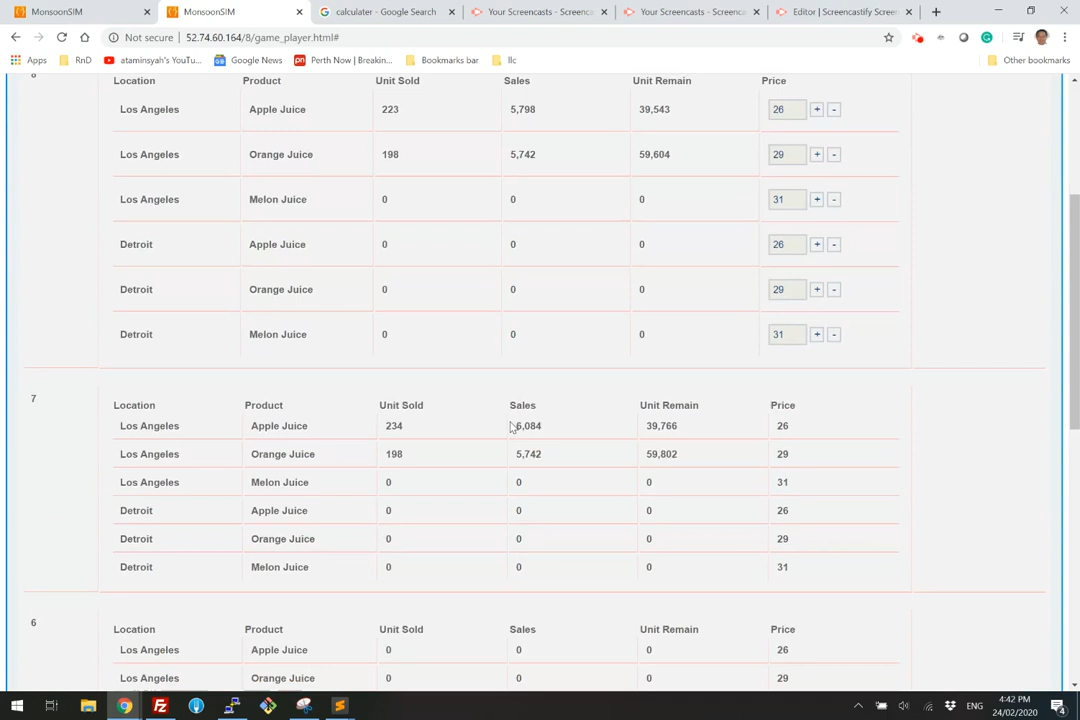 MonsoonSIM
MonsoonSIM
calculater - Google Search
Your Screencasts - Screenca
Your Screencasts - Screenca
Editor | Screencastify Scree
Not secure | 52.74.60.164/8/game_player.html#
Apps RnD ataminsyah's YouTu... Google News Perth Now | Breakin... Bookmarks bar llc Other bookmarks
8 Location Product Unit Sold Sales Unit Remain Price
Los Angeles Apple Juice 223 5,798 39,543 26 + -
Los Angeles Orange Juice 198 5,742 59,604 29 + -
Los Angeles Melon Juice 0 0 0 31 + -
Detroit Apple Juice 0 0 0 26 + -
Detroit Orange Juice 0 0 0 29 + -
Detroit Melon Juice 0 0 0 31 + -
7 Location Product Unit Sold Sales Unit Remain Price
Los Angeles Apple Juice 234 6,084 39,766 26
Los Angeles Orange Juice 198 5,742 59,802 29
Los Angeles Melon Juice 0 0 0 31
Detroit Apple Juice 0 0 0 26
Detroit Orange Juice 0 0 0 29
Detroit Melon Juice 0 0 0 31
6 Location Product Unit Sold Sales Unit Remain Price
Los Angeles Apple Juice 0 0 0 26
Los Angeles Orange Juice 0 0 0 29
ENG
4:42 PM
24/02/2020
4